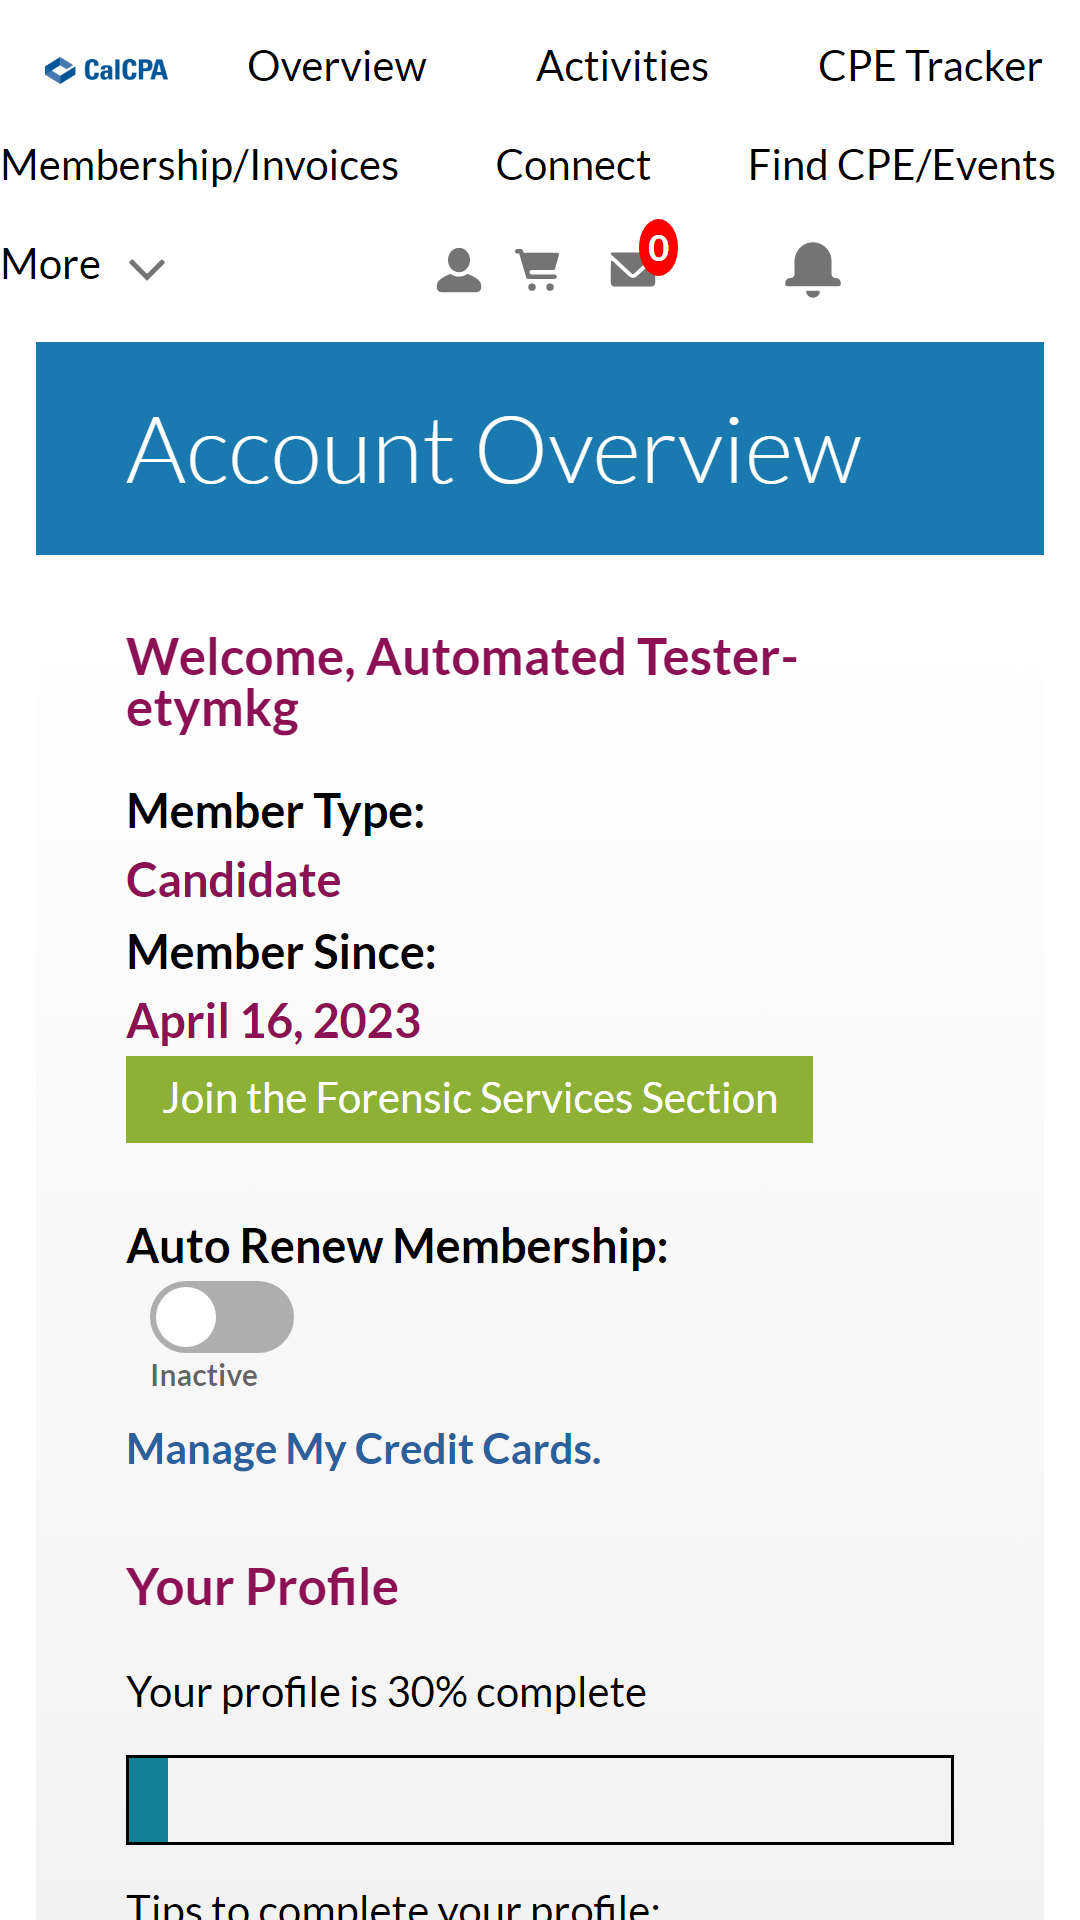 CalCPA Overview Activities CPE Tracker
Membership/Invoices Connect Find CPE/Events
More 0
Account Overview
Welcome, Automated Tester-
etymkg
Member Type:
Candidate
Member Since:
April 16, 2023
Join the Forensic Services Section
Auto Renew Membership:
Inactive
Manage My Credit Cards.
Your Profile
Your profile is 30% complete
Tips to complete your profile: